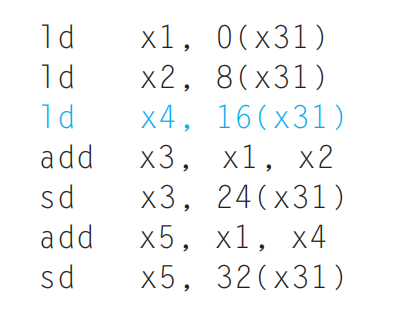 ld x1, 0(x31)
ld x2, 8(x31)
ld x4, 16(x31)
add x3, x1, x2
sd x3, 24(x31)
add x5, x1, x4
sd x5, 32(x31)